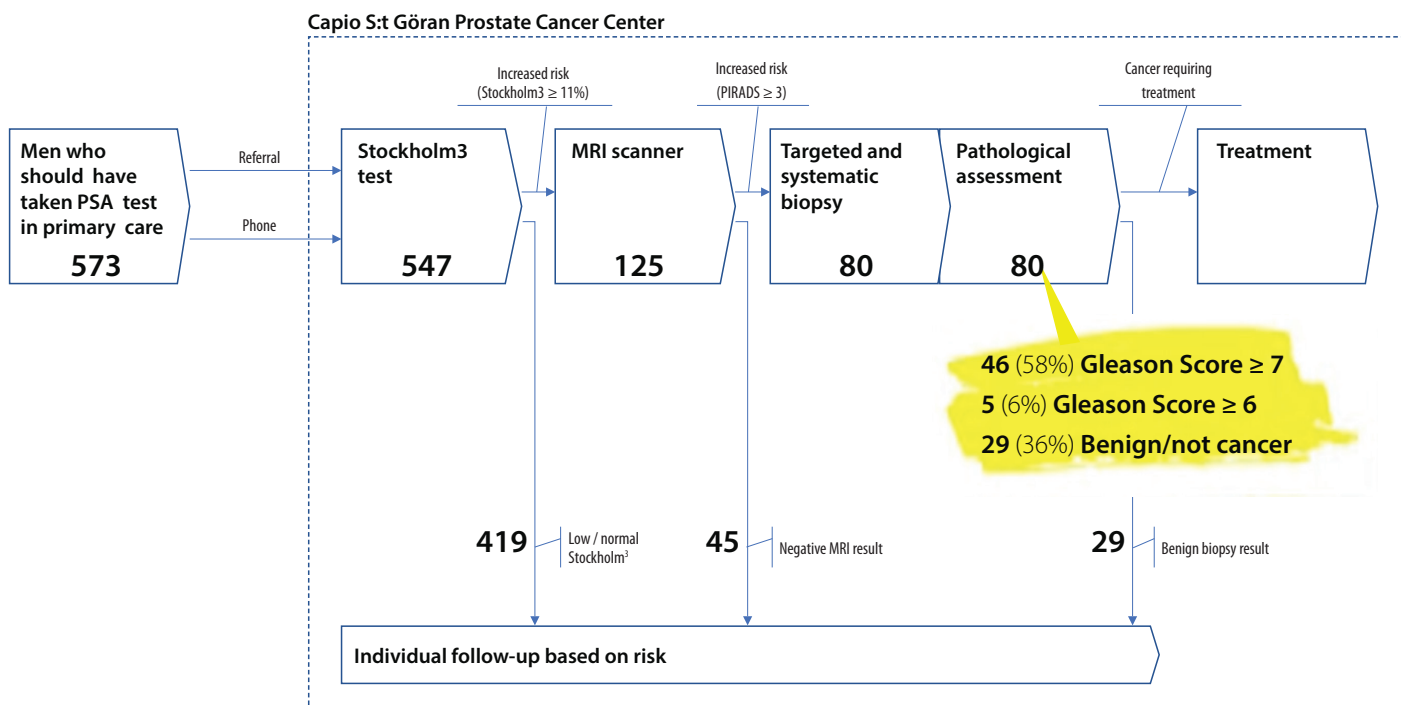 Capio S:t Göran Prostate Cancer Center
Increased risk
(Stockholm3 ≥ 11%)
Increased risk
(PIRADS ≥ 3)
Cancer requiring
treatment
Men who
should have
taken PSA test
in primary care
573
Referral
Phone
Stockholm3
test
547
MRI scanner
125
Targeted and
systematic
biopsy
80
Pathological
assessment
80
Treatment
46 (58%) Gleason Score ≥ 7
5 (6%) Gleason Score ≥ 6
29 (36%) Benign/not cancer
419
Low / normal
Stockholm³
45
Negative MRI result
29
Benign biopsy result
Individual follow-up based on risk